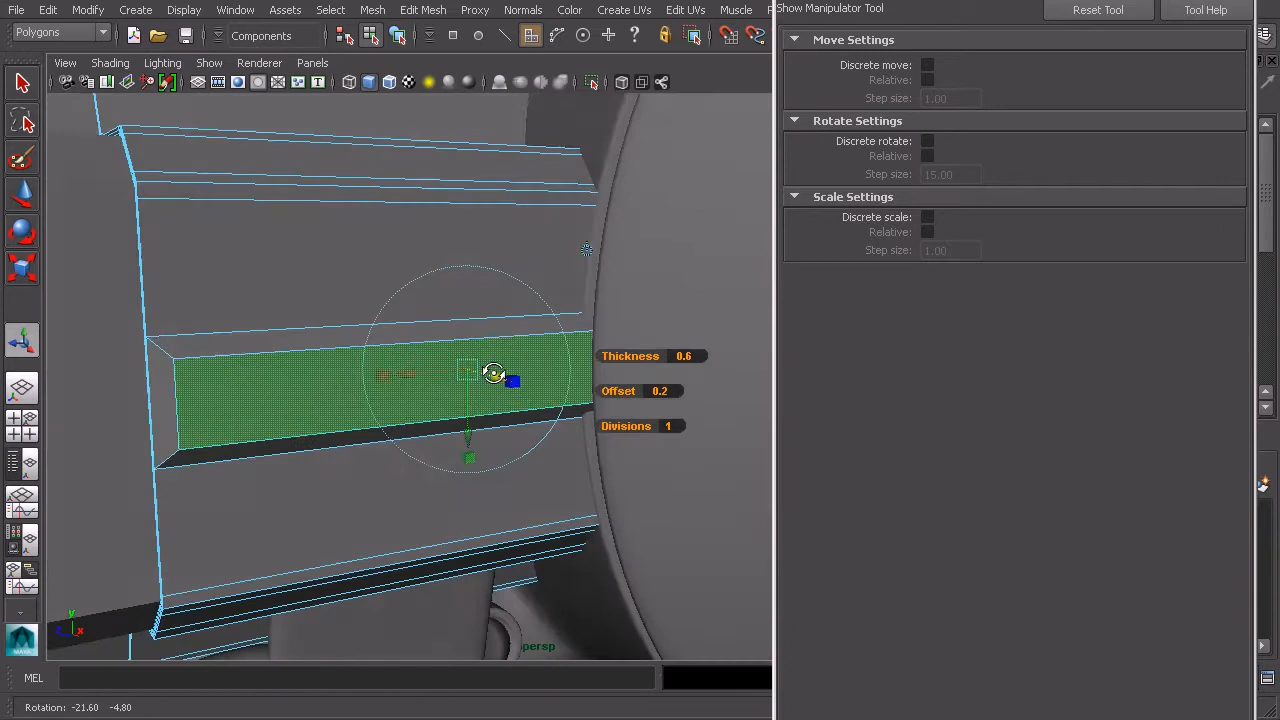 Show Manipulator Tool
Reset Tool
Tool Help
File Edit Modify Create Display Window Assets Select Mesh Edit Mesh Proxy Normals Color Create UVs Edit UVs Muscle
Polygons
Components
View Shading Lighting Show Renderer Panels
Move Settings
Discrete move:
Relative:
Step size: 1.00
Rotate Settings
Discrete rotate:
Relative:
Step size: 15.00
Scale Settings
Discrete scale:
Relative:
Step size: 1.00
Thickness 0.6
Offset 0.2
Divisions 1
y
x
persp
MEL
Rotation: -21.60 -4.80